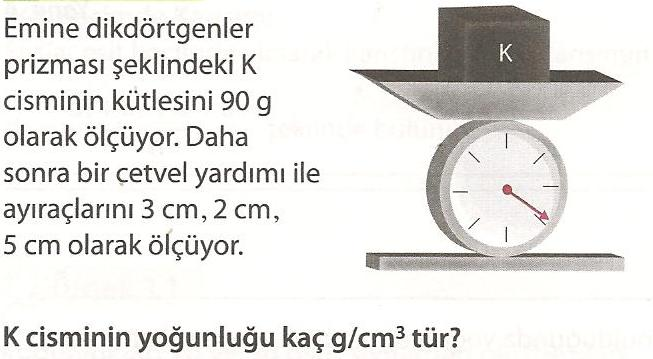 Emine dikdörtgenler
prizması şeklindeki K
cisminin kütlesini 90 g
olarak ölçüyor. Daha
sonra bir cetvel yardımı ile
ayıraçlarını 3 cm, 2 cm,
5 cm olarak ölçüyor.
K
K cisminin yoğunluğu kaç g/cm³ tür?